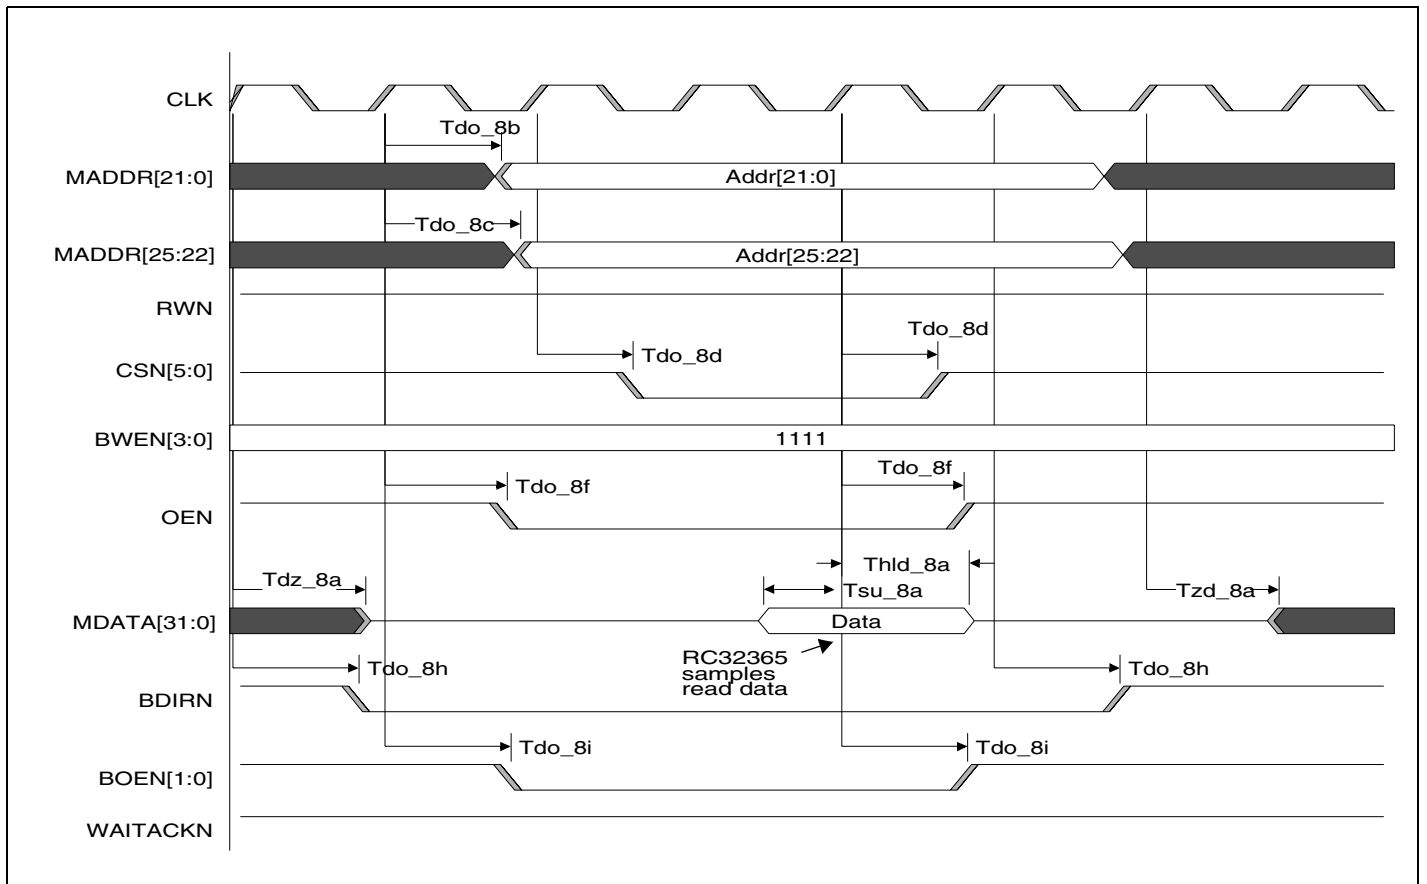 CLK
Tdo_8b
MADDR[21:0]
Addr[21:0]
Tdo_8c
MADDR[25:22]
Addr[25:22]
RWN
Tdo_8d
Tdo_8d
CSN[5:0]
BWEN[3:0]
1111
Tdo_8f
Tdo_8f
OEN
Thld_8a
Tdz_8a
Tsu_8a
Tzd_8a
MDATA[31:0]
Data
RC32365
samples
read data
Tdo_8h
Tdo_8h
BDIRN
Tdo_8i
Tdo_8i
BOEN[1:0]
WAITACKN